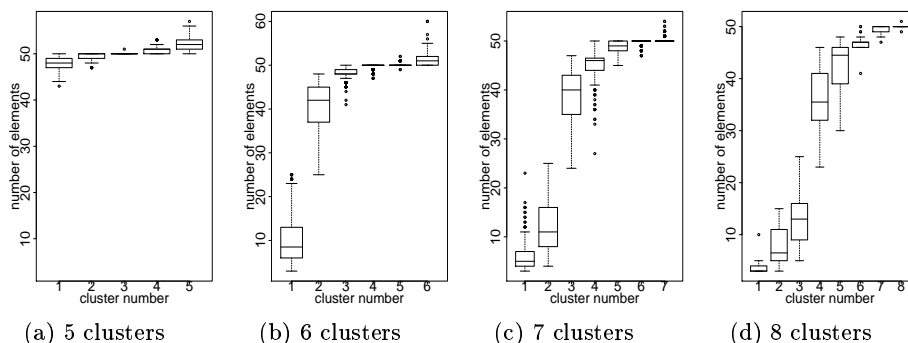 number of elements
50
40
30
20
10
1 2 3 4 5
cluster number
(a) 5 clusters
number of elements
60
50
40
30
20
10
1 2 3 4 5 6
cluster number
(b) 6 clusters
number of elements
50
40
30
20
10
1 2 3 4 5 6 7
cluster number
(c) 7 clusters
number of elements
50
40
30
20
10
1 2 3 4 5 6 7 8
cluster number
(d) 8 clusters